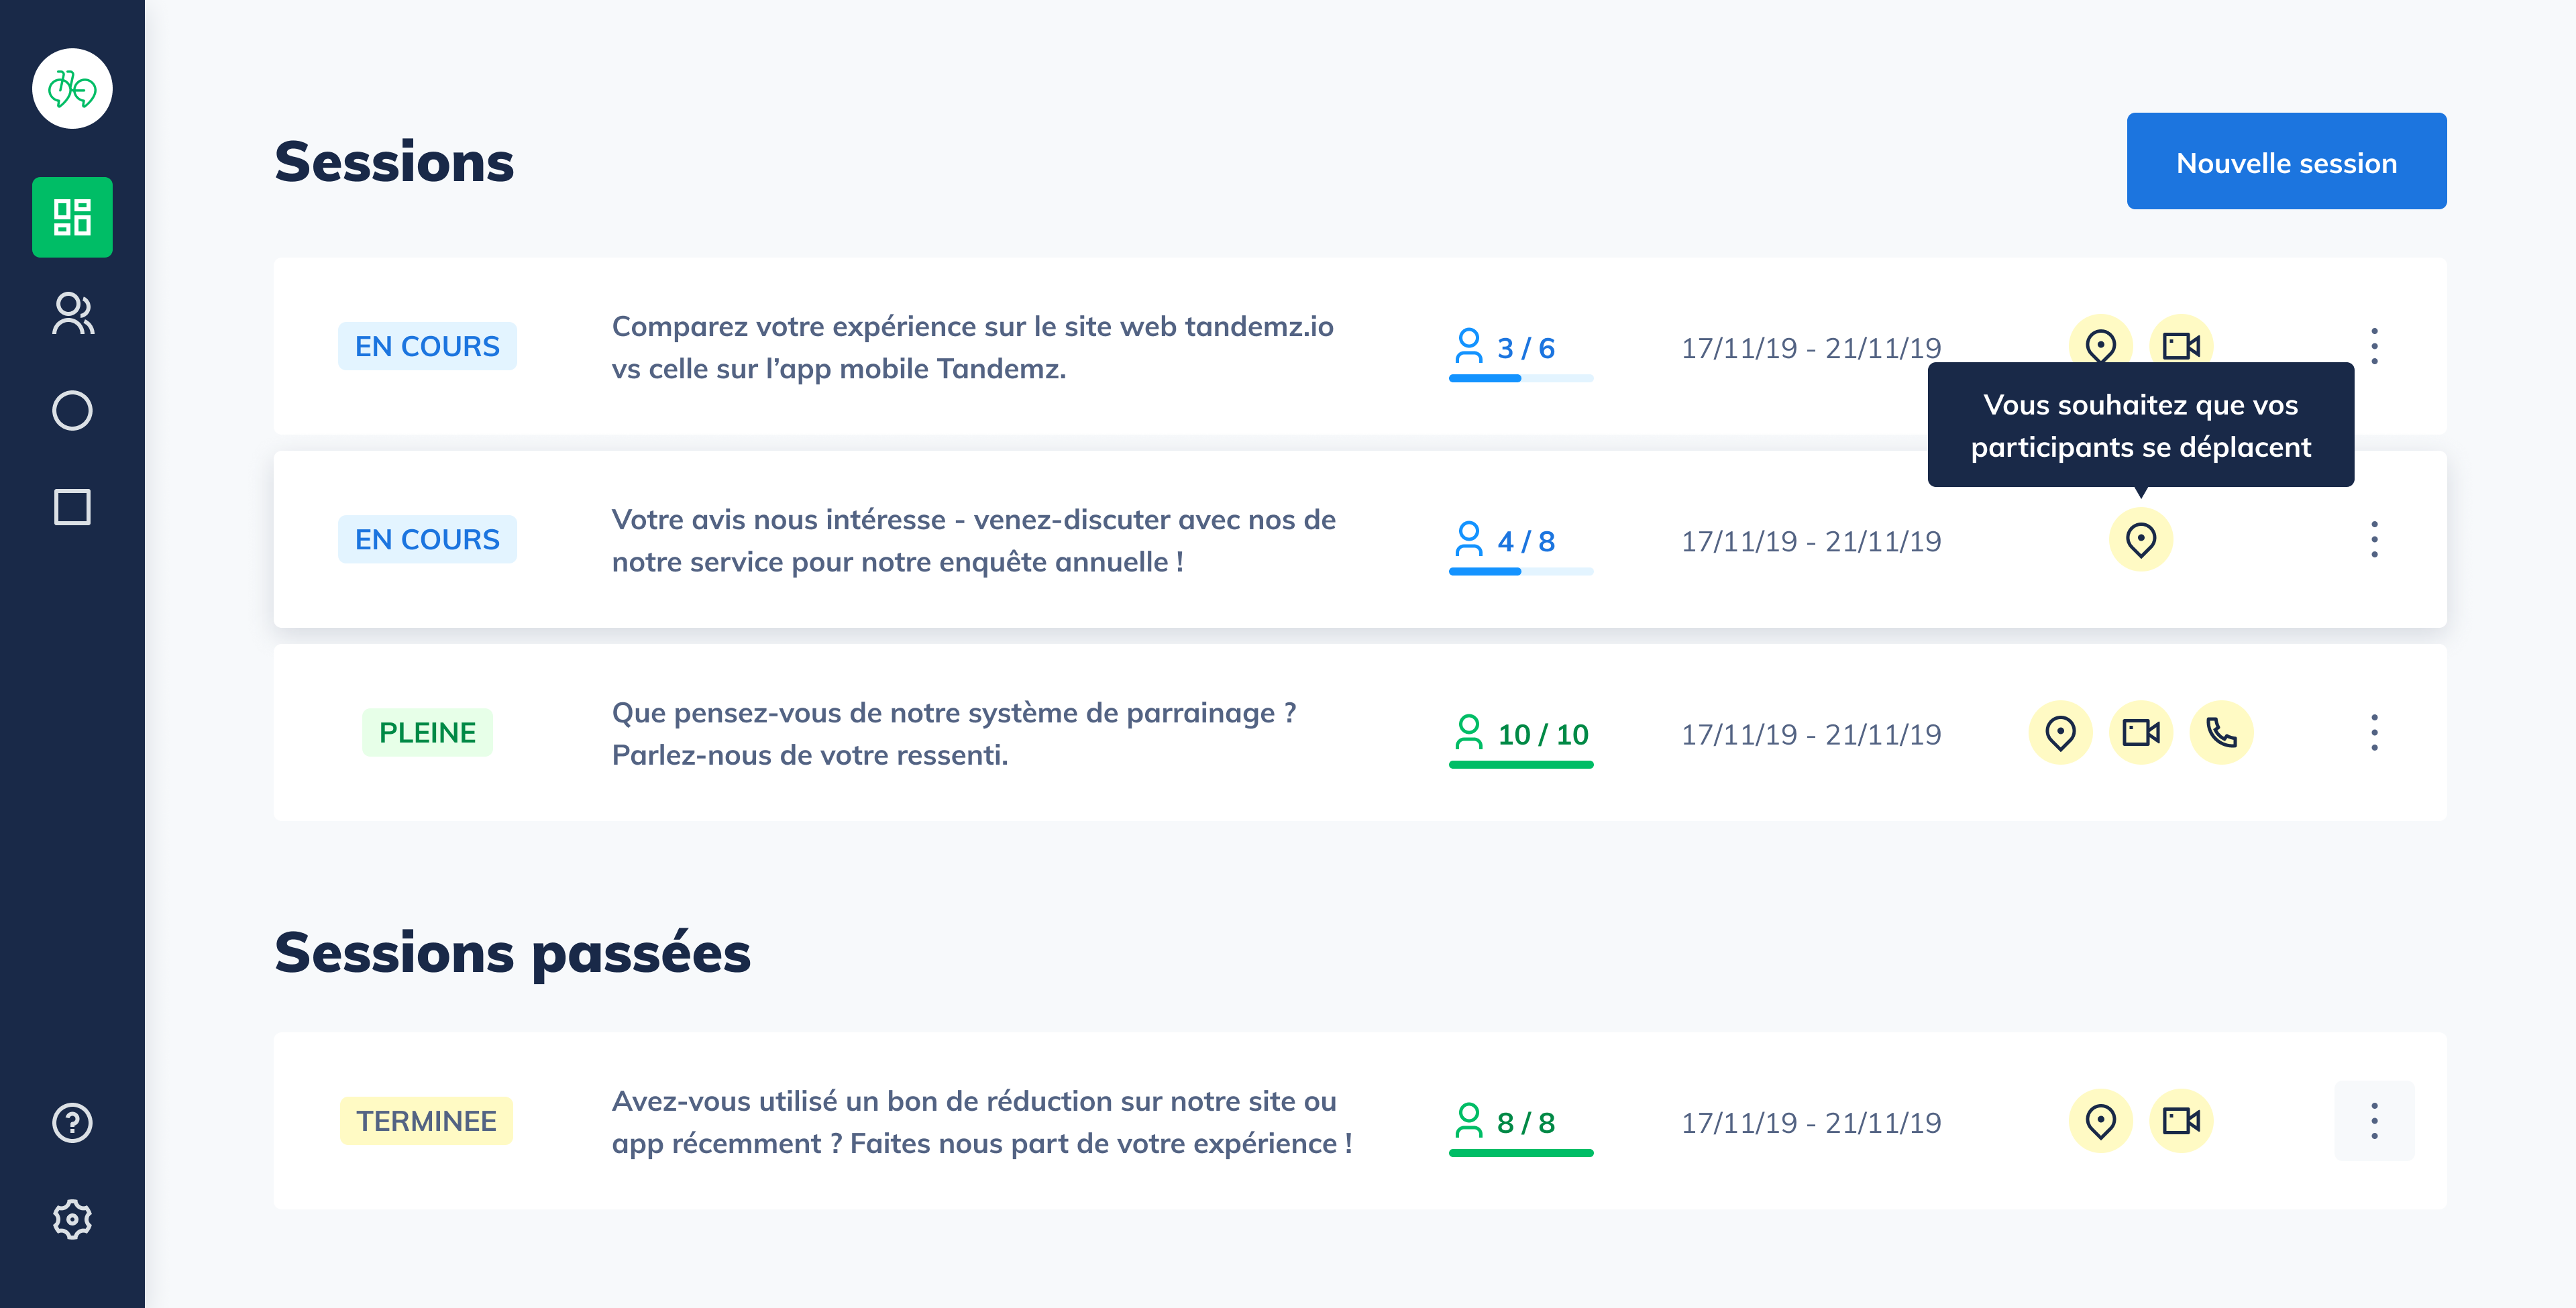 Sessions
Nouvelle session
EN COURS
Comparez votre expérience sur le site web tandemz.io
vs celle sur l’app mobile Tandemz.
3 / 6
17/11/19 - 21/11/19
Vous souhaitez que vos
participants se déplacent
EN COURS
Votre avis nous intéresse - venez-discuter avec nos de
notre service pour notre enquête annuelle !
4 / 8
17/11/19 - 21/11/19
PLEINE
Que pensez-vous de notre système de parrainage ?
Parlez-nous de votre ressenti.
10 / 10
17/11/19 - 21/11/19
Sessions passées
TERMINEE
Avez-vous utilisé un bon de réduction sur notre site ou
app récemment ? Faites nous part de votre expérience !
8 / 8
17/11/19 - 21/11/19